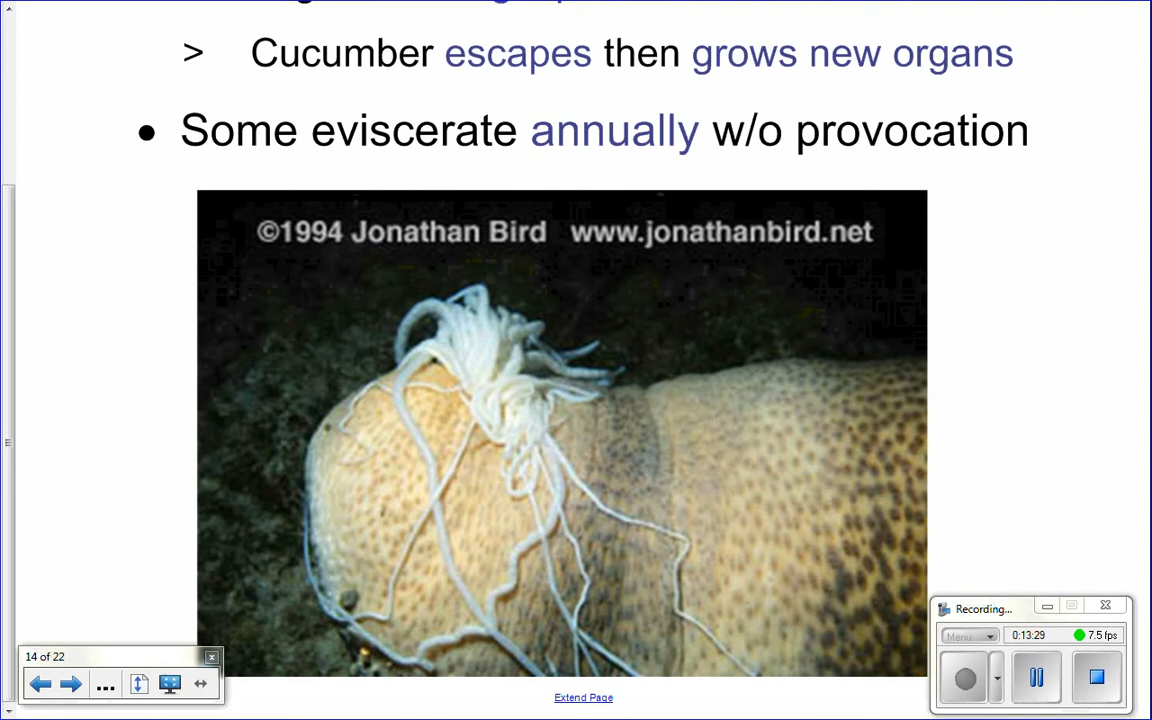 > Cucumber escapes then grows new organs
• Some eviscerate annually w/o provocation
©1994 Jonathan Bird www.jonathanbird.net
Recording...
Menu
0:13:29
7.5 fps
14 of 22
...
Extend Page